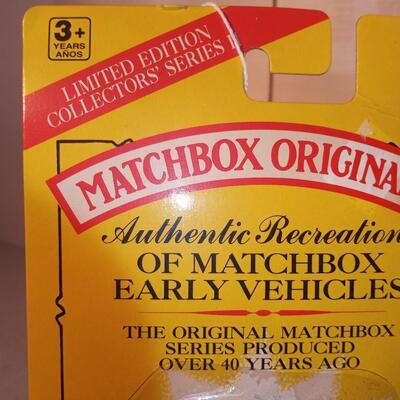 3+
YEARS
AÑOS
LIMITED EDITION
COLLECTORS' SERIES I
MATCHBOX ORIGINA
Authentic Recreation
OF MATCHBOX
EARLY VEHICLES
THE ORIGINAL MATCHBOX
SERIES PRODUCED
OVER 40 YEARS AGO